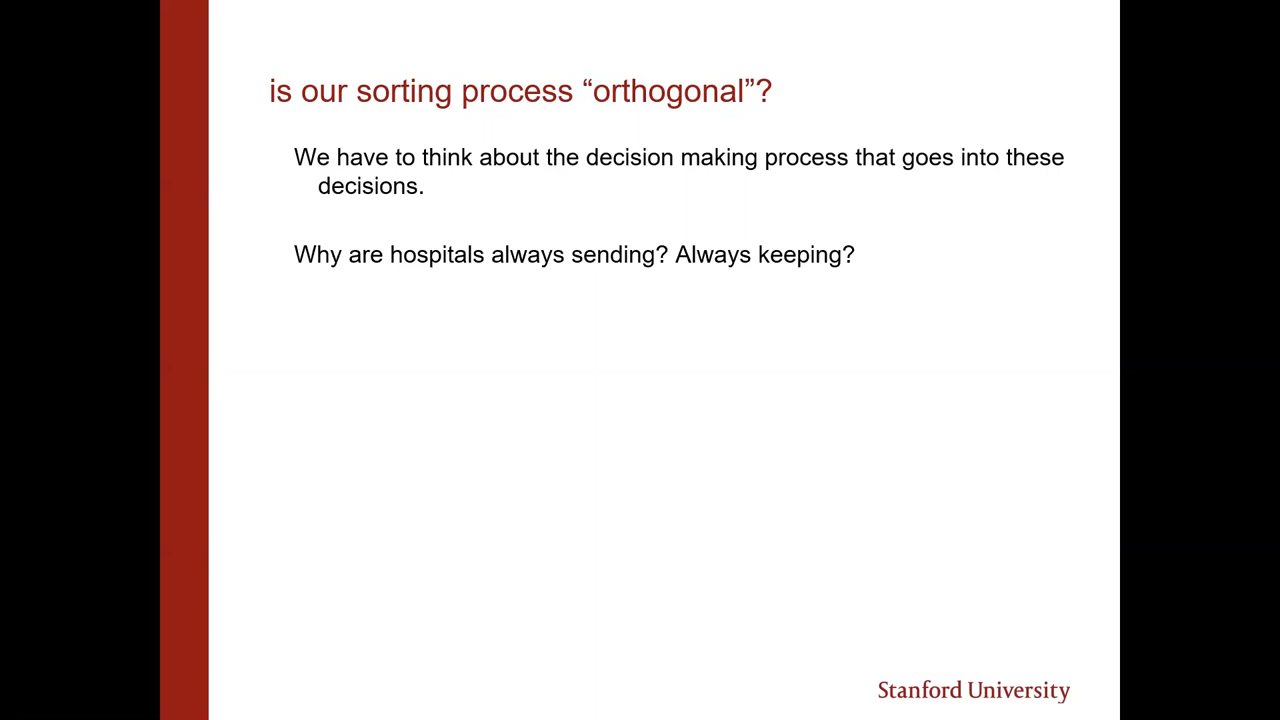 is our sorting process “orthogonal”?
We have to think about the decision making process that goes into these
decisions.
Why are hospitals always sending? Always keeping?
Stanford University